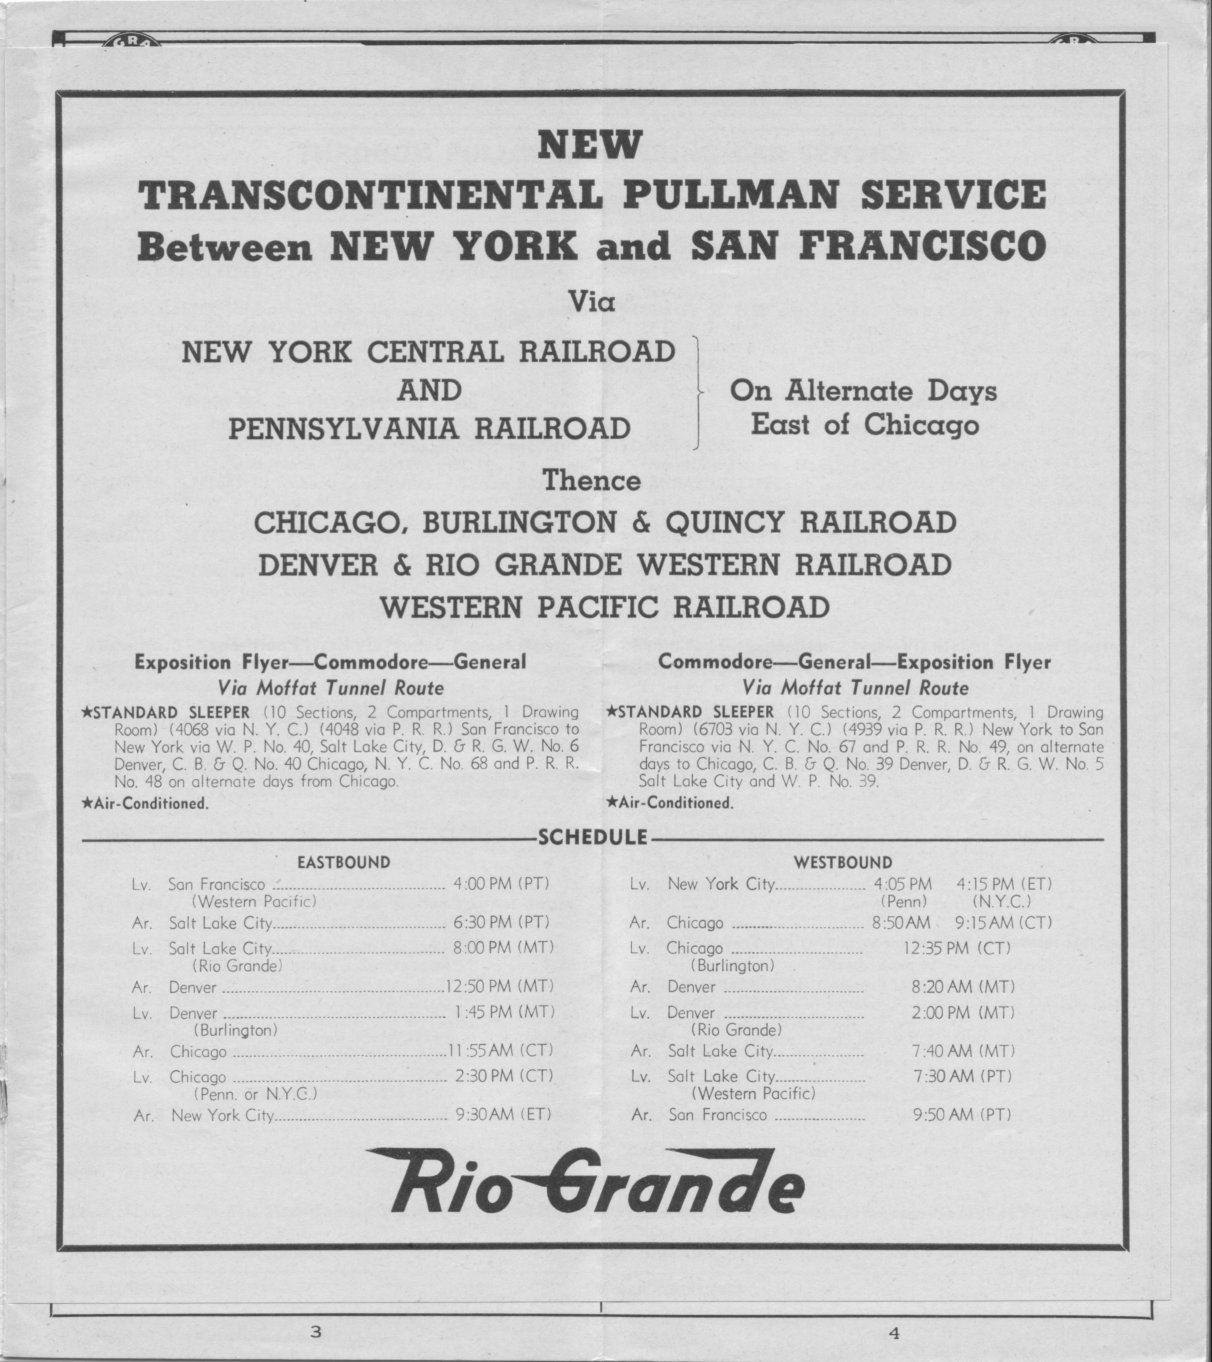 NEW
TRANSCONTINENTAL PULLMAN SERVICE
Between NEW YORK and SAN FRANCISCO
Via
NEW YORK CENTRAL RAILROAD
AND
PENNSYLVANIA RAILROAD
On Alternate Days
East of Chicago
Thence
CHICAGO, BURLINGTON & QUINCY RAILROAD
DENVER & RIO GRANDE WESTERN RAILROAD
WESTERN PACIFIC RAILROAD
Exposition Flyer—Commodore—General
Via Moffat Tunnel Route
★STANDARD SLEEPER (10 Sections, 2 Compartments, 1 Drawing
Room) (4068 via N. Y. C.) (4048 via P. R. R.) San Francisco to
New York via W. P. No. 40, Salt Lake City, D. & R. G. W. No. 6
Denver, C. B. & Q. No. 40 Chicago, N. Y. C. No. 68 and P. R. R.
No. 48 on alternate days from Chicago.
★Air-Conditioned.
Commodore—General—Exposition Flyer
Via Moffat Tunnel Route
★STANDARD SLEEPER (10 Sections, 2 Compartments, 1 Drawing
Room) (6703 via N. Y. C.) (4939 via P. R. R.) New York to San
Francisco via N. Y. C. No. 67 and P. R. R. No. 49, on alternate
days to Chicago, C. B. & Q. No. 39 Denver, D. & R. G. W. No. 5
Salt Lake City and W. P. No. 39.
★Air-Conditioned.
SCHEDULE
EASTBOUND
Lv. San Francisco 4:00 PM (PT)
(Western Pacific)
Ar. Salt Lake City 6:30 PM (PT)
Lv. Salt Lake City 8:00 PM (MT)
(Rio Grande)
Ar. Denver 12:50 PM (MT)
Lv. Denver 1:45 PM (MT)
(Burlington)
Ar. Chicago 11:55 AM (CT)
Lv. Chicago 2:30 PM (CT)
(Penn. or N.Y.C.)
Ar. New York City 9:30 AM (ET)
WESTBOUND
Lv. New York City 4:05 PM 4:15 PM (ET)
(Penn) (N.Y.C.)
Ar. Chicago 8:50 AM 9:15 AM (CT)
Lv. Chicago 12:35 PM (CT)
(Burlington)
Ar. Denver 8:20 AM (MT)
Lv. Denver 2:00 PM (MT)
(Rio Grande)
Ar. Salt Lake City 7:40 AM (MT)
Lv. Salt Lake City 7:30 AM (PT)
(Western Pacific)
Ar. San Francisco 9:50 AM (PT)
Rio Grande
3
4